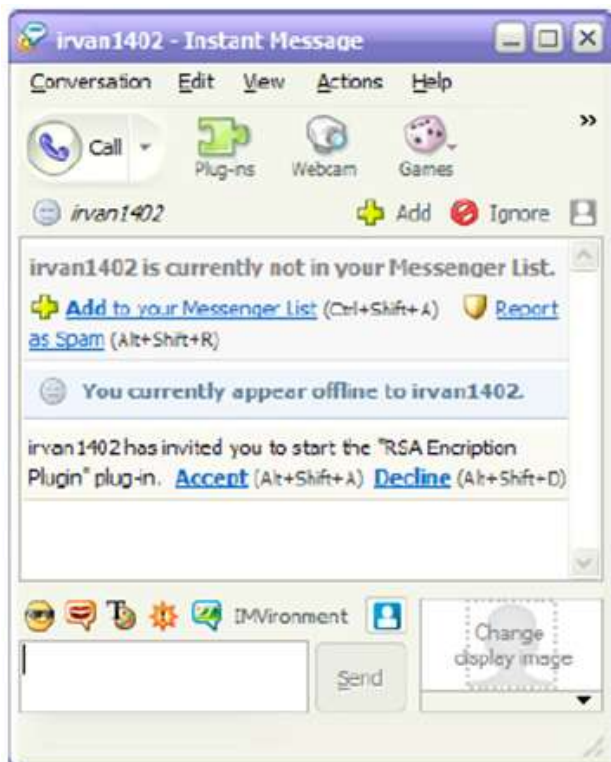 irvan1402 - Instant Message
Conversation Edit View Actions Help
Call Plug-ins Webcam Games »
irvan1402 Add Ignore
irvan1402 is currently not in your Messenger List.
Add to your Messenger List (Ctrl+Shift+A) Report
as Spam (Alt+Shift+R)
You currently appear offline to irvan1402.
irvan1402 has invited you to start the "RSA Encription
Plugin" plug-in. Accept (Alt+Shift+A) Decline (Alt+Shift+D)
IMVironment
Change
display image
Send